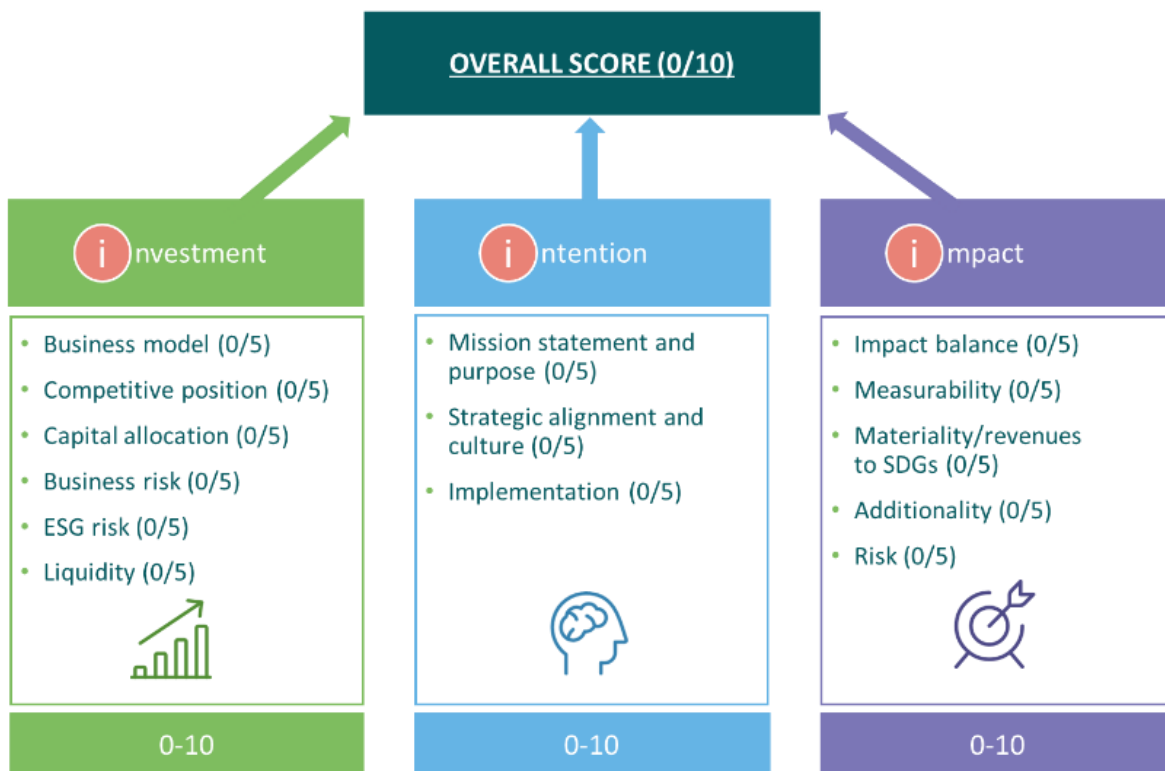 OVERALL SCORE (0/10)
investment
• Business model (0/5)
• Competitive position (0/5)
• Capital allocation (0/5)
• Business risk (0/5)
• ESG risk (0/5)
• Liquidity (0/5)
0-10
intention
• Mission statement and
purpose (0/5)
• Strategic alignment and
culture (0/5)
• Implementation (0/5)
0-10
impact
• Impact balance (0/5)
• Measurability (0/5)
• Materiality/revenues
to SDGs (0/5)
• Additionality (0/5)
• Risk (0/5)
0-10